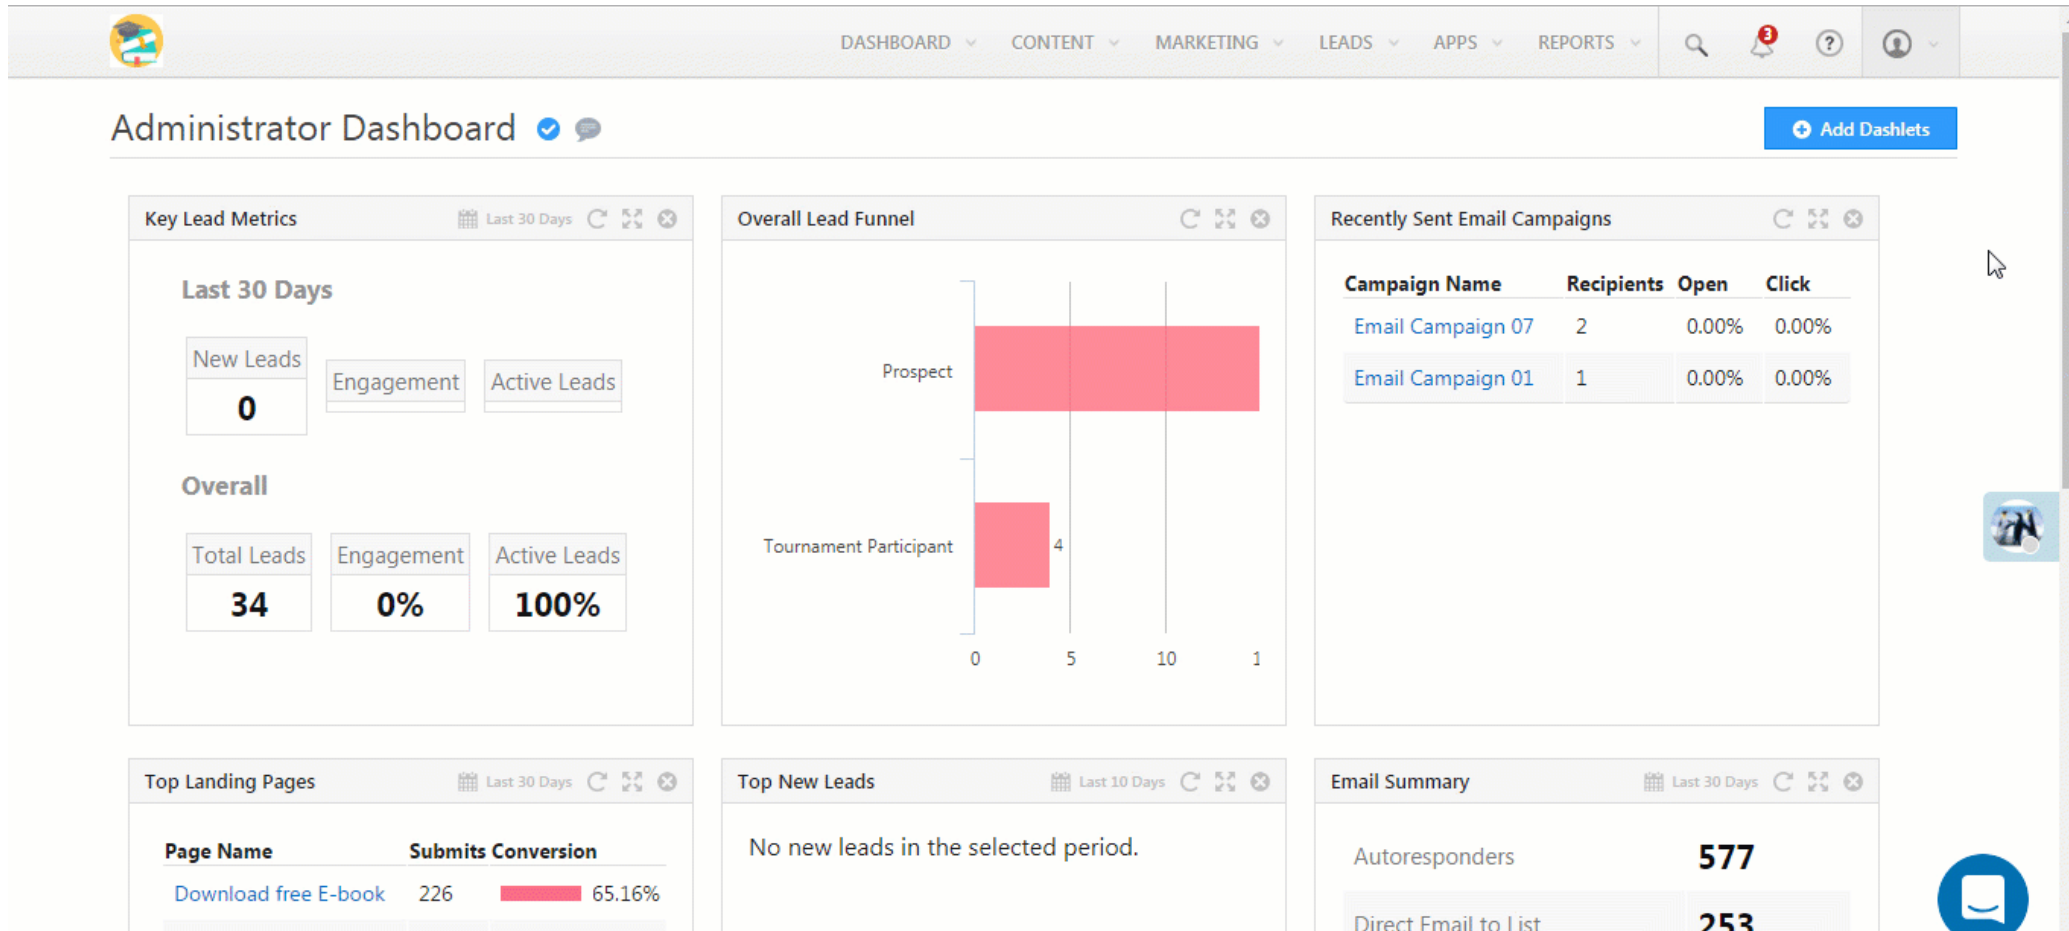 DASHBOARD CONTENT MARKETING LEADS APPS REPORTS 3 ?
Administrator Dashboard
Add Dashlets
Key Lead Metrics Last 30 Days
Last 30 Days
New Leads Engagement Active Leads
0
Overall
Total Leads Engagement Active Leads
34 0% 100%
Overall Lead Funnel
Prospect
Tournament Participant 4
0 5 10 1
Recently Sent Email Campaigns
Campaign Name Recipients Open Click
Email Campaign 07 2 0.00% 0.00%
Email Campaign 01 1 0.00% 0.00%
Top Landing Pages Last 30 Days
Page Name Submits Conversion
Download free E-book 226 65.16%
Top New Leads Last 10 Days
No new leads in the selected period.
Email Summary Last 30 Days
Autoresponders 577
Direct Email to List 253